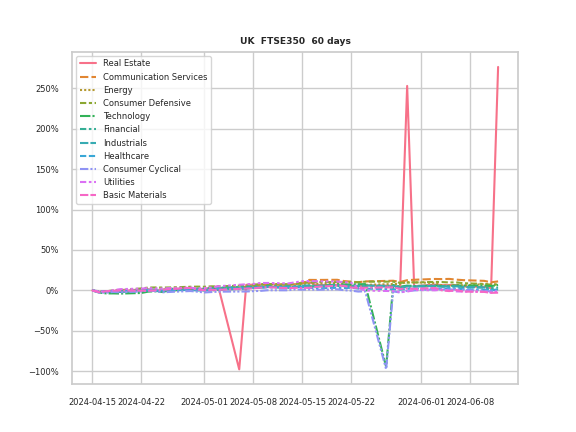 UK  FTSE350  60 days
Real Estate
Communication Services
Energy
Consumer Defensive
Technology
Financial
Industrials
Healthcare
Consumer Cyclical
Utilities
Basic Materials
250%
200%
150%
100%
50%
0%
−50%
−100%
2024-04-15 2024-04-22 2024-05-01 2024-05-08 2024-05-15 2024-05-22 2024-06-01 2024-06-08